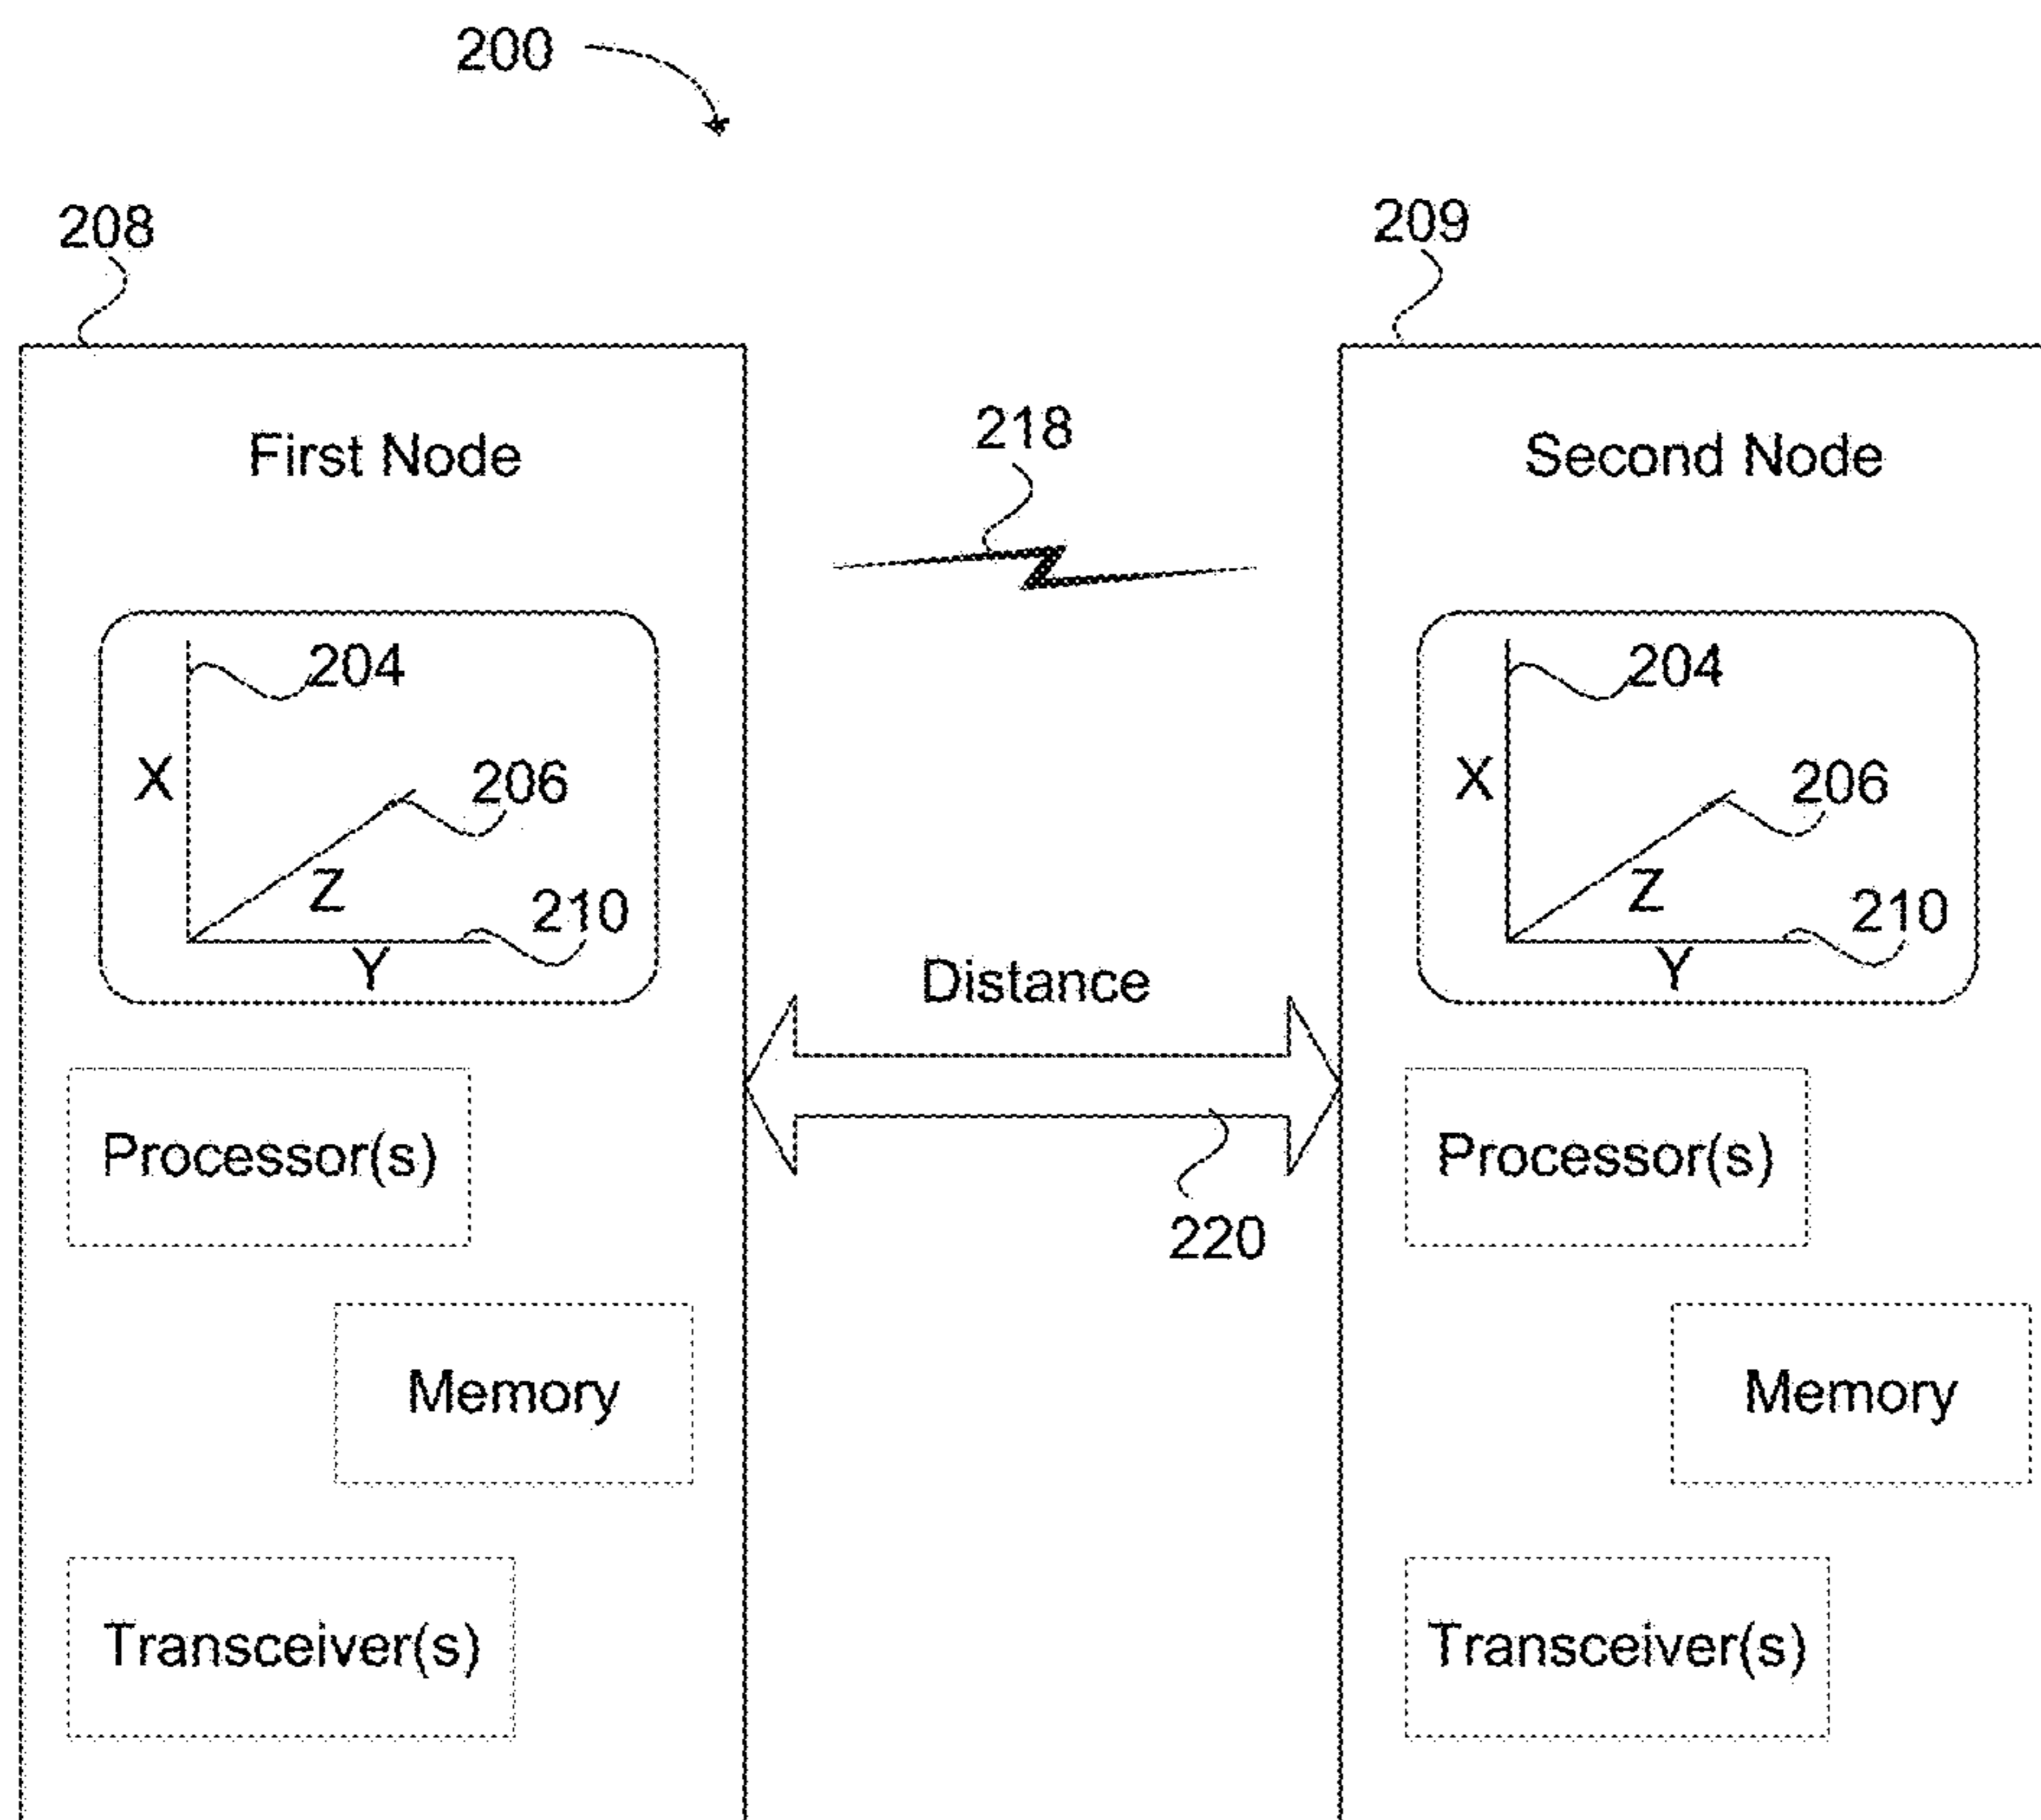 200
208
209
First Node
218
Second Node
204
204
X
206
X
206
Z
210
Z
210
Y
Y
Distance
Processor(s)
Processor(s)
220
Memory
Memory
Transceiver(s)
Transceiver(s)